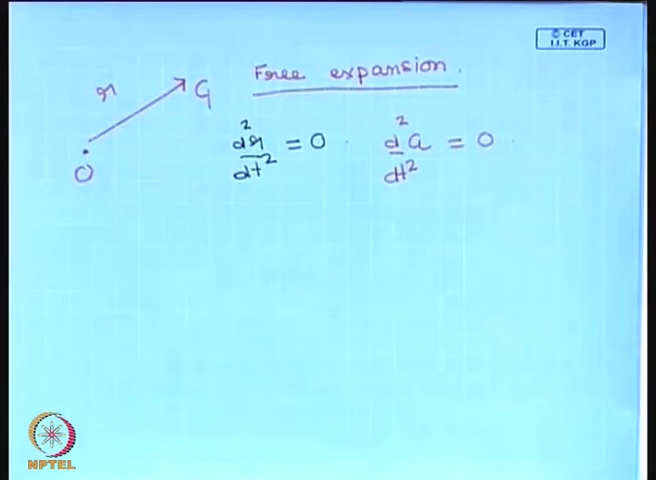 © CET
I.I.T. KGP
Free expansion.
r
G
O
d²r/dt² = 0
d²a/dt² = 0
NPTEL